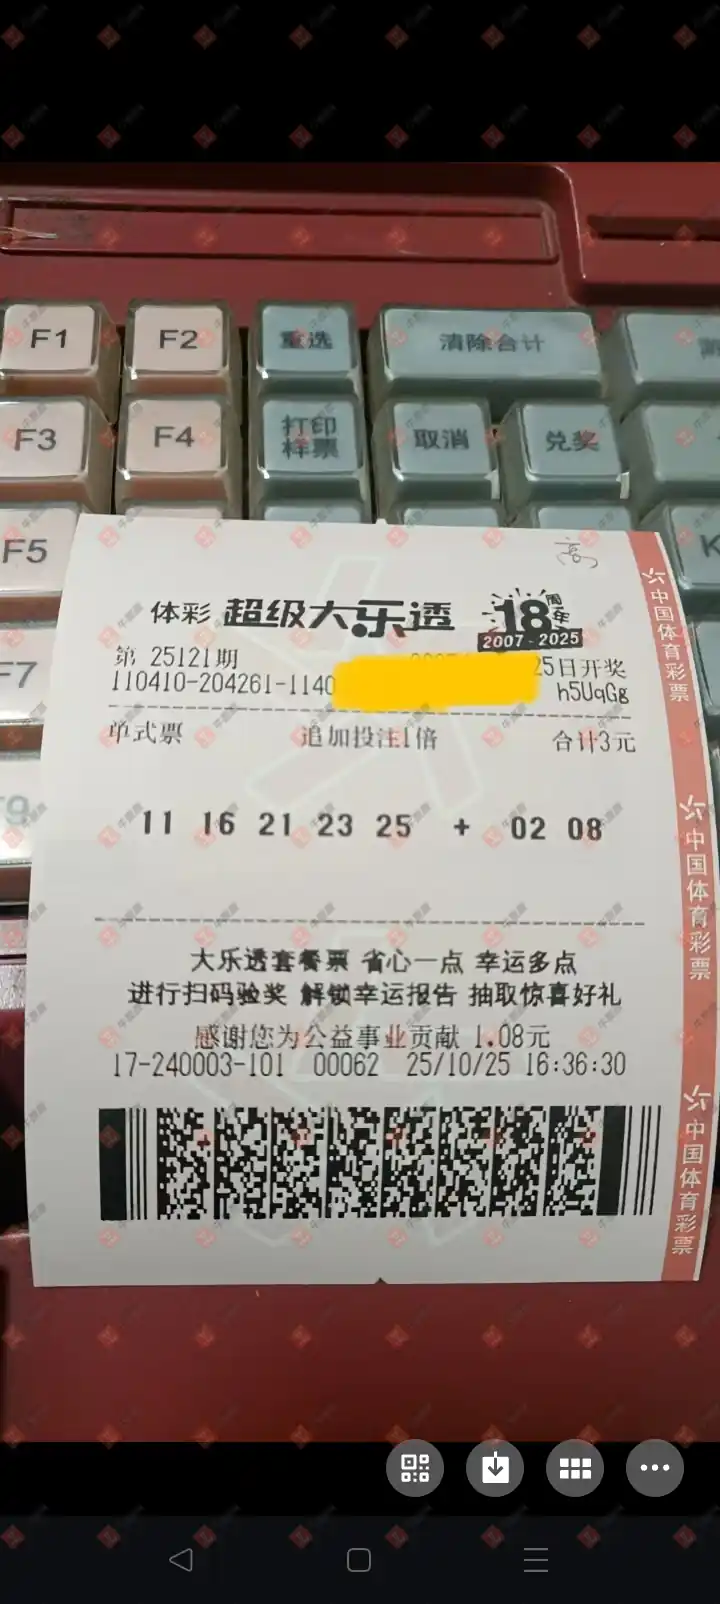 F1
F2
重选
清除合计
F3
F4
打印
样票
取消
兑奖
F5
K
F7
F9
高
体彩 超级大乐透 18周年
2007-2025
第 25121期
25日开奖
110410-204261-1140
h5UqGg
单式票
追加投注1倍
合计3元
11 16 21 23 25 + 02 08
大乐透套餐票 省心一点 幸运多点
进行扫码验奖 解锁幸运报告 抽取惊喜好礼
感谢您为公益事业贡献 1.08元
17-240003-101 00062 25/10/25 16:36:30
中国体育彩票
中国体育彩票
中国体育彩票